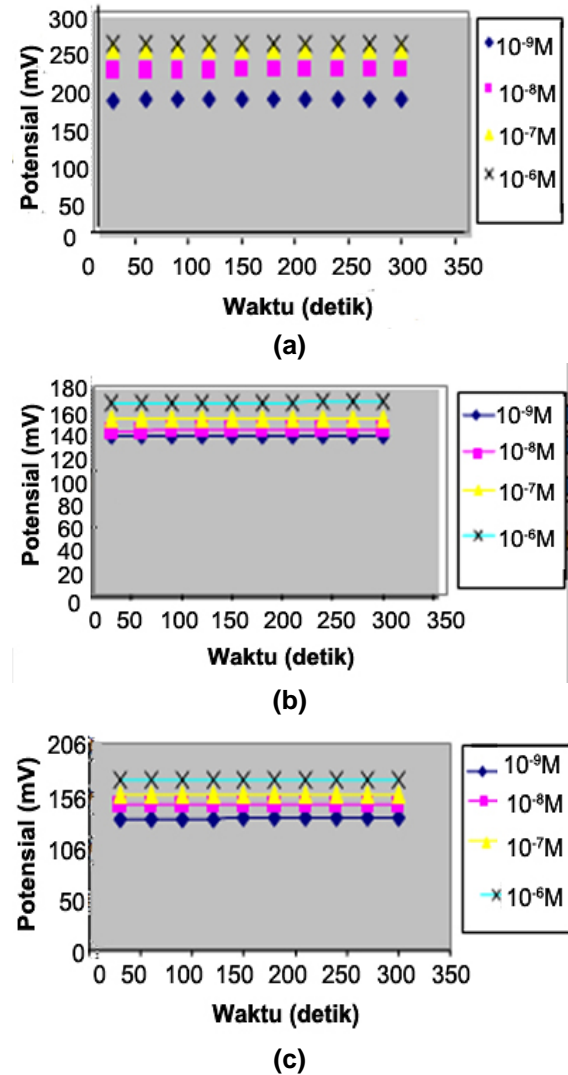 300
250
200
150
100
50
0
Potensial (mV)
0 50 100 150 200 250 300 350
Waktu (detik)
10⁻⁹M
10⁻⁸M
10⁻⁷M
10⁻⁶M
(a)
180
160
140
120
100
80
60
40
20
0
Potensial (mV)
0 50 100 150 200 250 300 350
Waktu (detik)
10⁻⁹M
10⁻⁸M
10⁻⁷M
10⁻⁶M
(b)
206
156
106
50
0
Potensial (mV)
0 50 100 150 200 250 300 350
Waktu (detik)
10⁻⁹M
10⁻⁸M
10⁻⁷M
10⁻⁶M
(c)